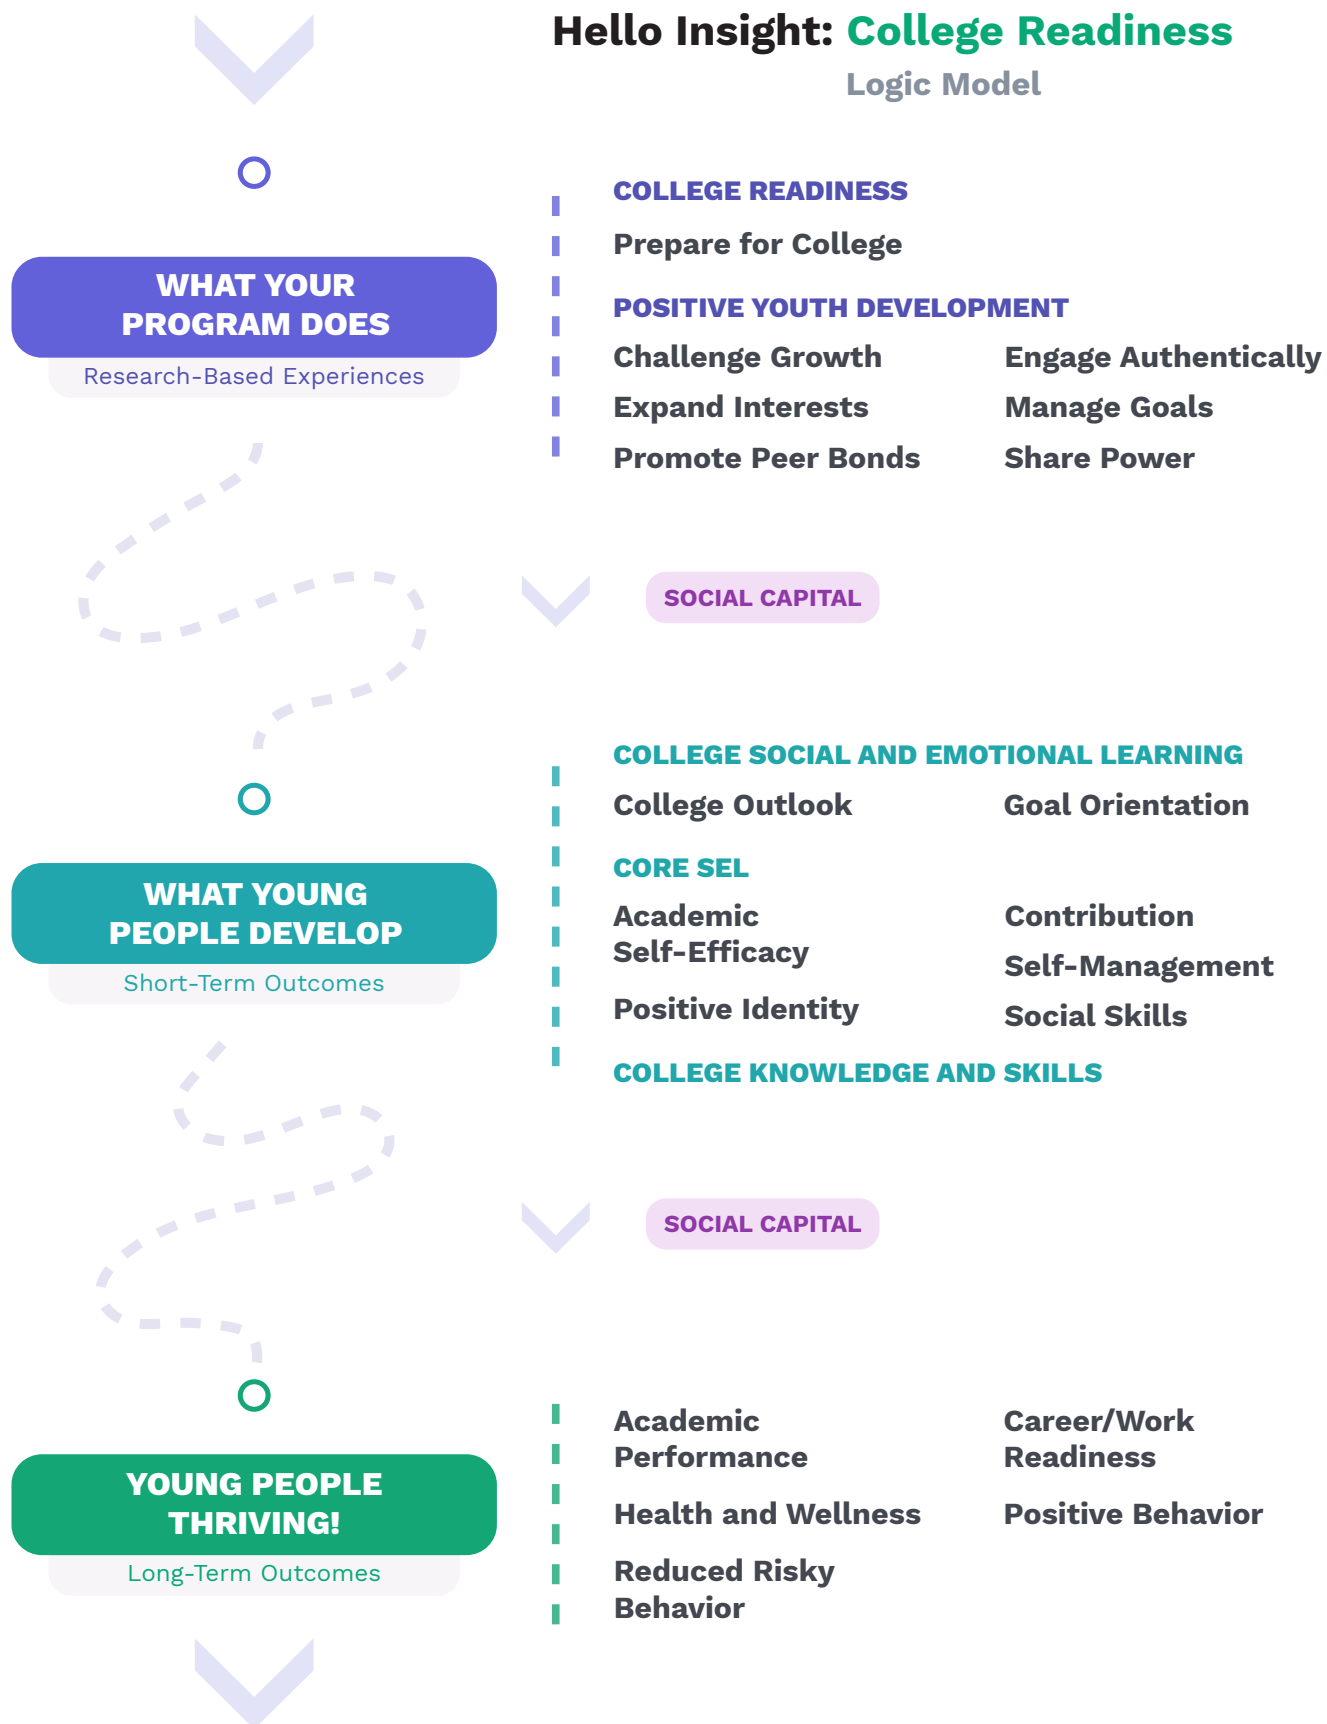 Hello Insight: College Readiness
Logic Model
WHAT YOUR
PROGRAM DOES
Research-Based Experiences
COLLEGE READINESS
Prepare for College
POSITIVE YOUTH DEVELOPMENT
Challenge Growth
Engage Authentically
Expand Interests
Manage Goals
Promote Peer Bonds
Share Power
SOCIAL CAPITAL
WHAT YOUNG
PEOPLE DEVELOP
Short-Term Outcomes
COLLEGE SOCIAL AND EMOTIONAL LEARNING
College Outlook
Goal Orientation
CORE SEL
Academic
Self-Efficacy
Positive Identity
Contribution
Self-Management
Social Skills
COLLEGE KNOWLEDGE AND SKILLS
SOCIAL CAPITAL
YOUNG PEOPLE
THRIVING!
Long-Term Outcomes
Academic
Performance
Health and Wellness
Reduced Risky
Behavior
Career/Work
Readiness
Positive Behavior